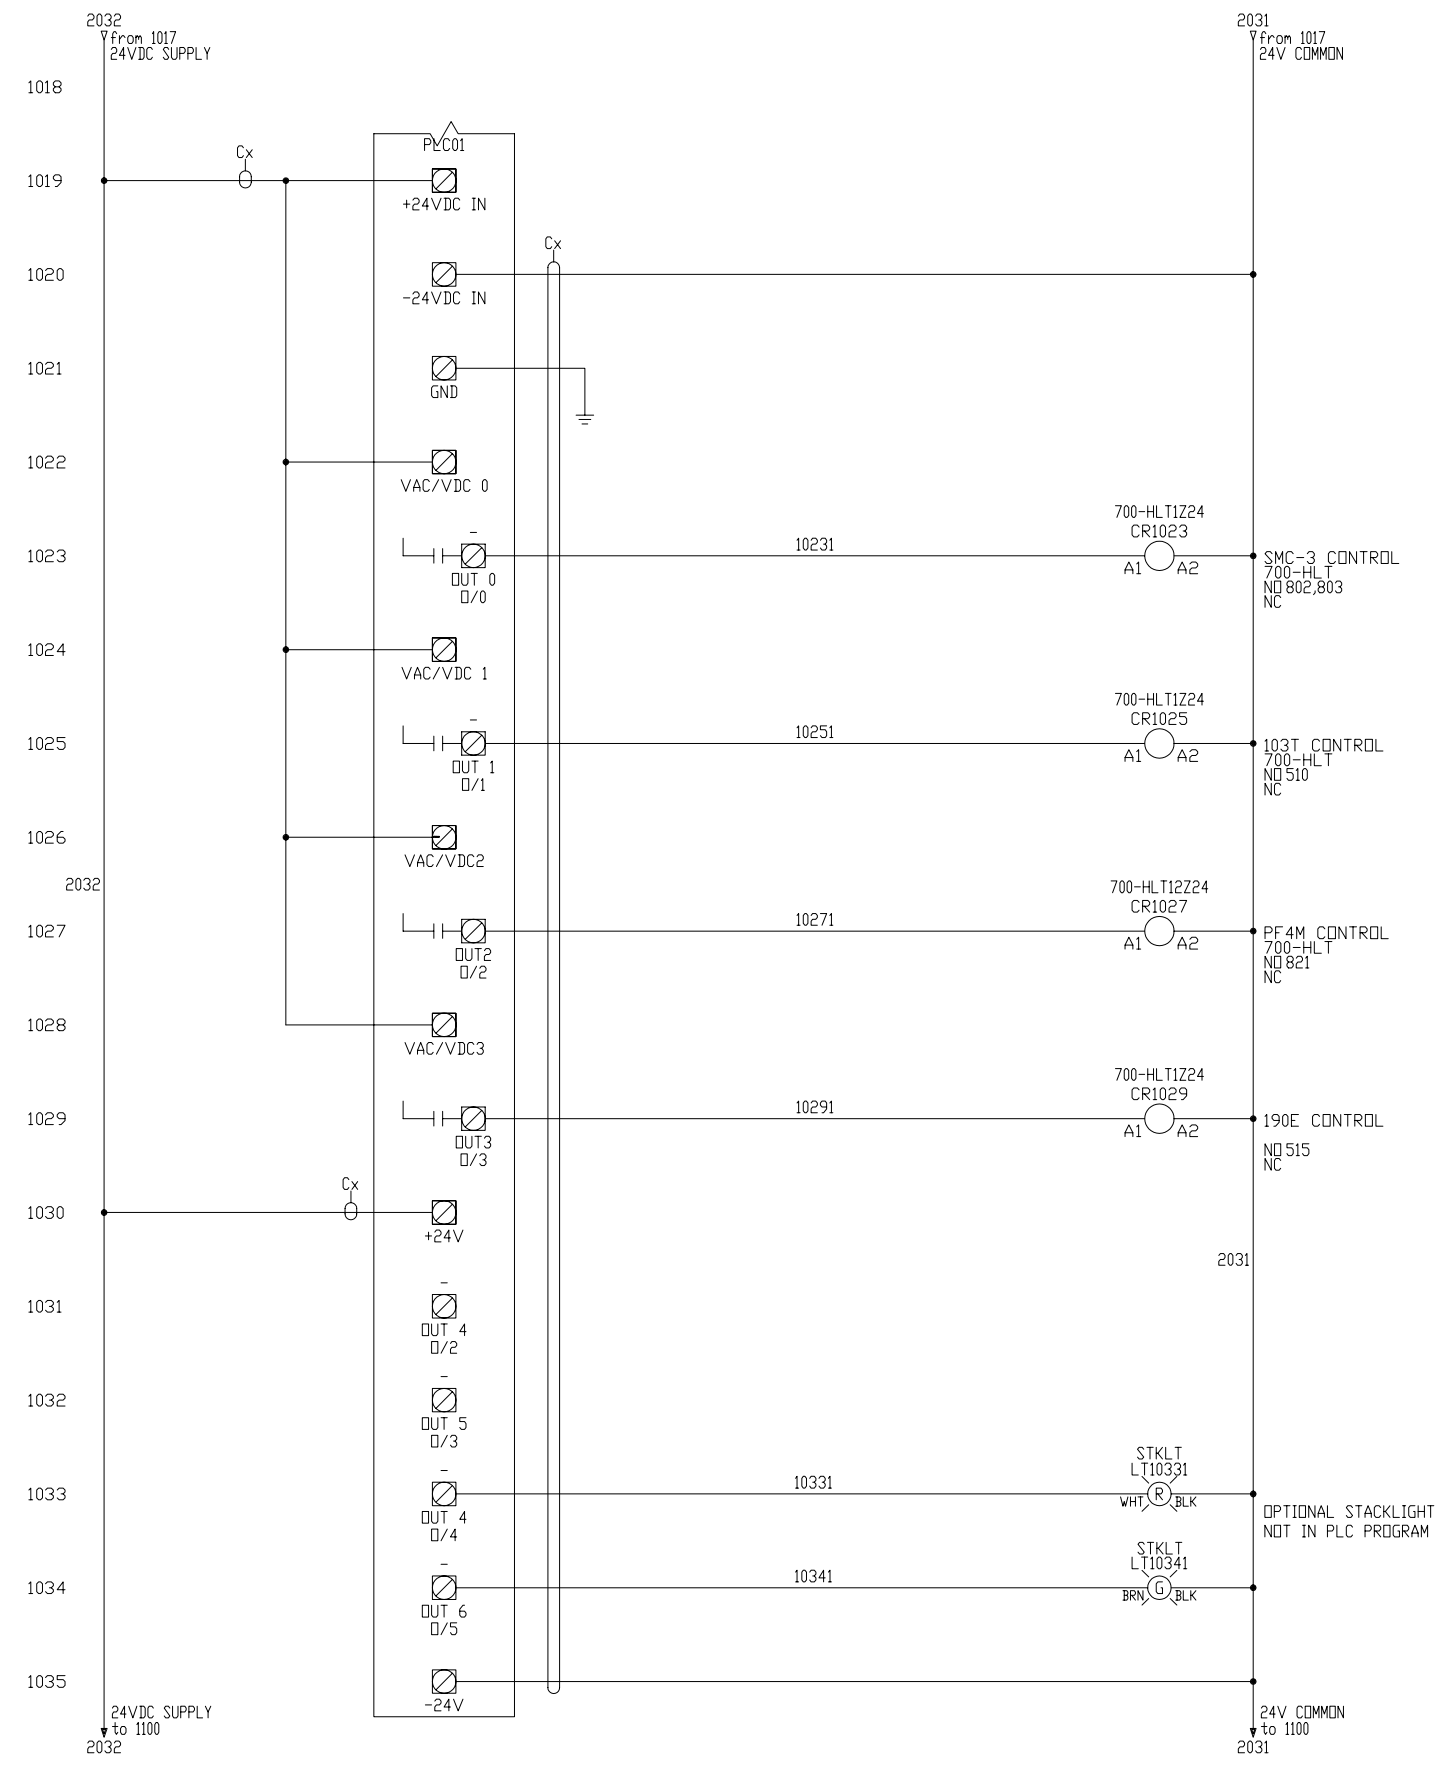 2032
from 1017
24VDC SUPPLY
2031
from 1017
24V COMMON
1018
PLC01
Cx
1019
+24VDC IN
Cx
1020
-24VDC IN
1021
GND
1022
VAC/VDC 0
700-HLT1Z24
CR1023
1023
-
10231
A1
A2
OUT 0
O/0
SMC-3 CONTROL
700-HLT
NO 802,803
NC
1024
VAC/VDC 1
700-HLT1Z24
CR1025
1025
-
10251
A1
A2
OUT 1
O/1
103T CONTROL
700-HLT
NO 510
NC
1026
VAC/VDC2
2032
700-HLT12Z24
CR1027
1027
-
10271
A1
A2
OUT2
O/2
PF4M CONTROL
700-HLT
NO 821
NC
1028
VAC/VDC3
700-HLT1Z24
CR1029
1029
10291
A1
A2
OUT3
O/3
190E CONTROL
NO 515
NC
Cx
1030
+24V
2031
1031
-
OUT 4
O/2
1032
-
OUT 5
O/3
STKLT
LT10331
1033
-
10331
WHT
R
BLK
OUT 4
O/4
OPTIONAL STACKLIGHT
NOT IN PLC PROGRAM
STKLT
LT10341
1034
-
10341
BRN
G
BLK
OUT 6
O/5
1035
-24V
24VDC SUPPLY
to 1100
2032
24V COMMON
to 1100
2031